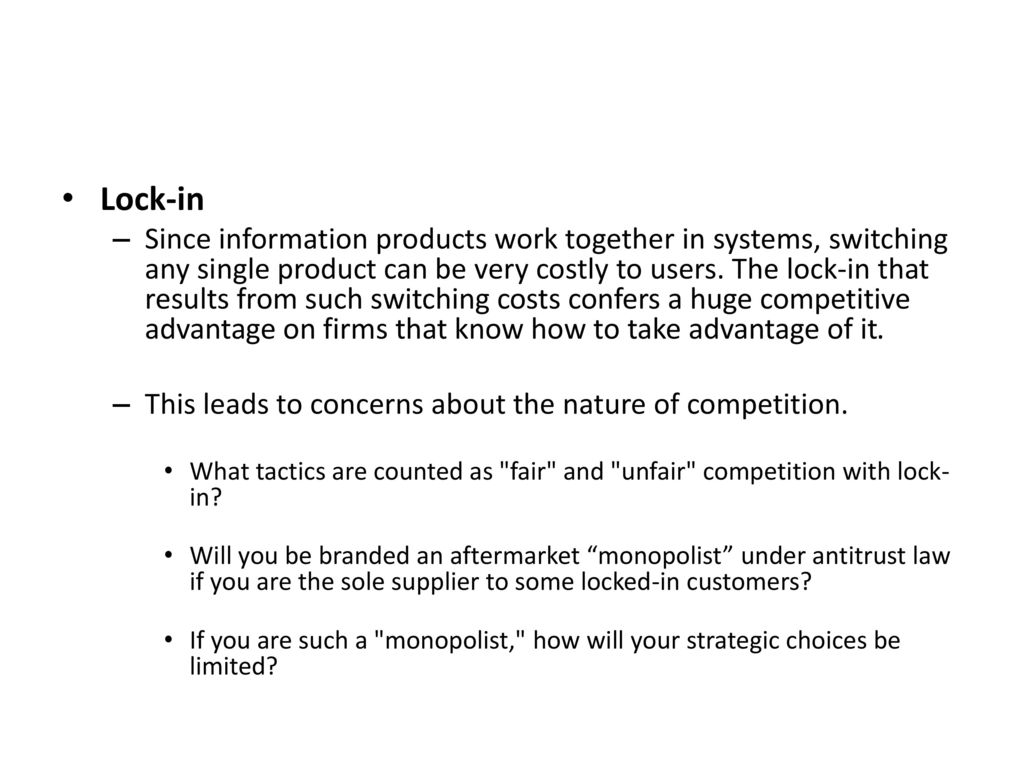 • Lock-in
– Since information products work together in systems, switching
any single product can be very costly to users. The lock-in that
results from such switching costs confers a huge competitive
advantage on firms that know how to take advantage of it.
– This leads to concerns about the nature of competition.
• What tactics are counted as "fair" and "unfair" competition with lock-
in?
• Will you be branded an aftermarket “monopolist” under antitrust law
if you are the sole supplier to some locked-in customers?
• If you are such a "monopolist," how will your strategic choices be
limited?